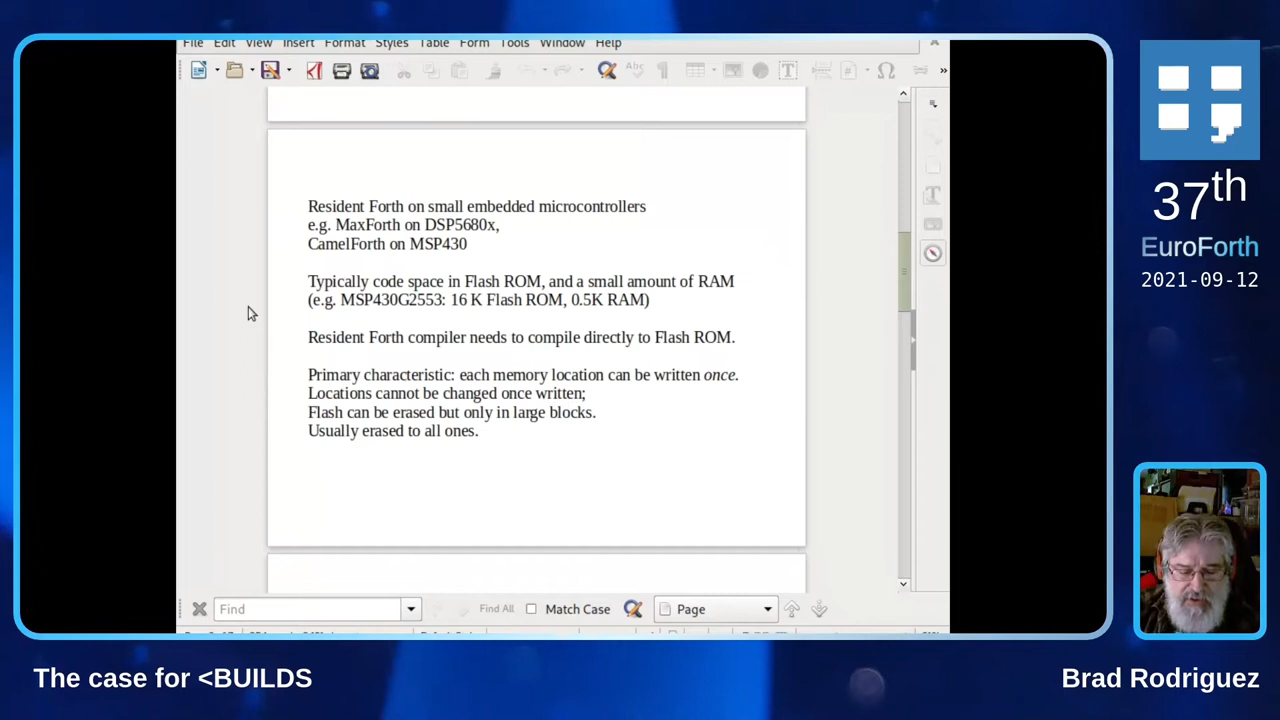 File Edit View Insert Format Styles Table Form Tools Window Help
Resident Forth on small embedded microcontrollers
e.g. MaxForth on DSP5680x,
CamelForth on MSP430
Typically code space in Flash ROM, and a small amount of RAM
(e.g. MSP430G2553: 16 K Flash ROM, 0.5K RAM)
Resident Forth compiler needs to compile directly to Flash ROM.
Primary characteristic: each memory location can be written once.
Locations cannot be changed once written;
Flash can be erased but only in large blocks.
Usually erased to all ones.
Find Find All Match Case Page
37th
EuroForth
2021-09-12
The case for <BUILDS
Brad Rodriguez